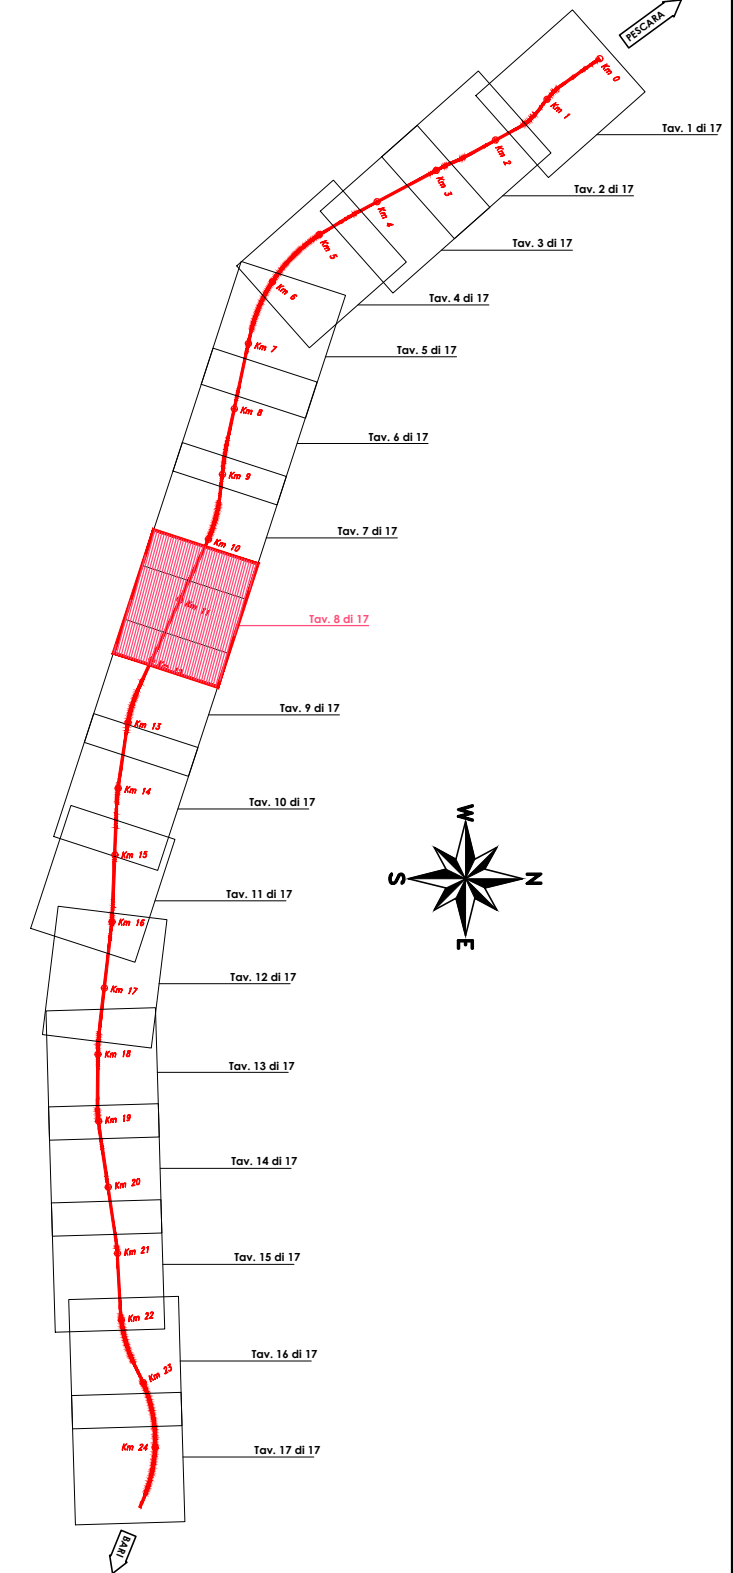 PESCARA
Km 0
Km 1
Tav. 1 di 17
Km 2
Km 3
Tav. 2 di 17
Km 4
Km 5
Tav. 3 di 17
Km 6
Tav. 4 di 17
Km 7
Tav. 5 di 17
Km 8
Tav. 6 di 17
Km 9
Tav. 7 di 17
Km 10
Km 11
Tav. 8 di 17
Km 12
Tav. 9 di 17
Km 13
Km 14
Tav. 10 di 17
W
S
N
E
Km 15
Tav. 11 di 17
Km 16
Tav. 12 di 17
Km 17
Km 18
Tav. 13 di 17
Km 19
Tav. 14 di 17
Km 20
Km 21
Tav. 15 di 17
Km 22
Tav. 16 di 17
Km 23
Km 24
Tav. 17 di 17
BARI